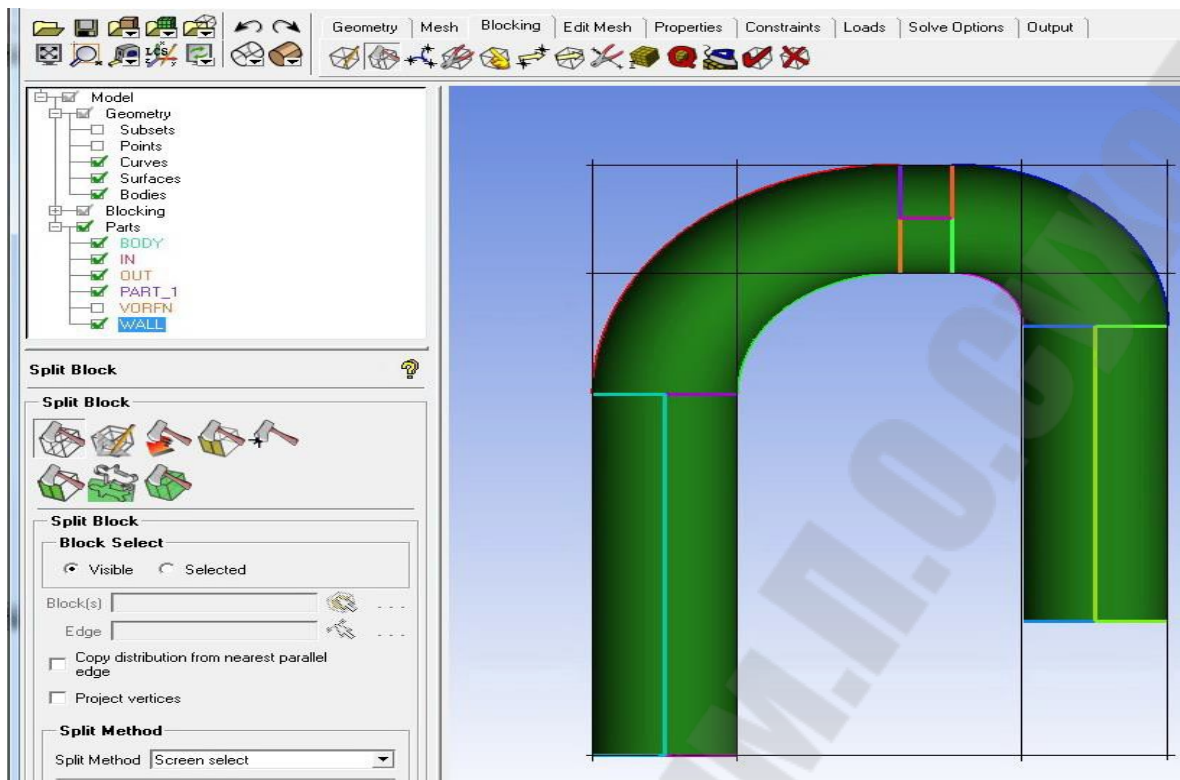 Geometry Mesh Blocking Edit Mesh Properties Constraints Loads Solve Options Output
LCS
Model
Geometry
Subsets
Points
Curves
Surfaces
Bodies
Blocking
Parts
BODY
IN
OUT
PART_1
VORFN
WALL
Split Block
Split Block
Split Block
Block Select
Visible Selected
Block(s) ...
Edge ...
Copy distribution from nearest parallel
edge
Project vertices
Split Method
Split Method Screen select